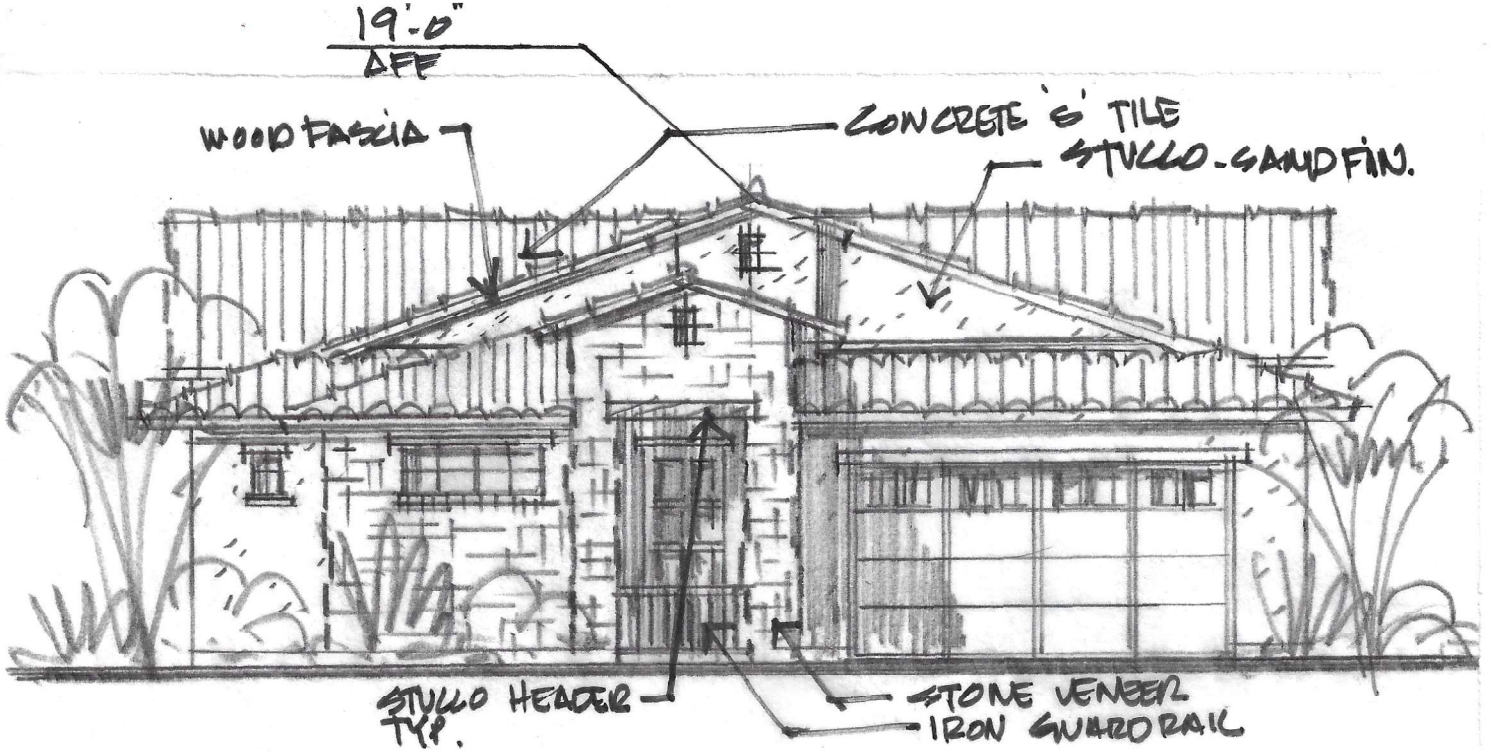 19'-0"
AFF
WOOD FASCIA
CONCRETE 'S' TILE
STUCCO-SAND FIN.
STUCCO HEADER
TYP.
STONE VENEER
IRON GUARDRAIL